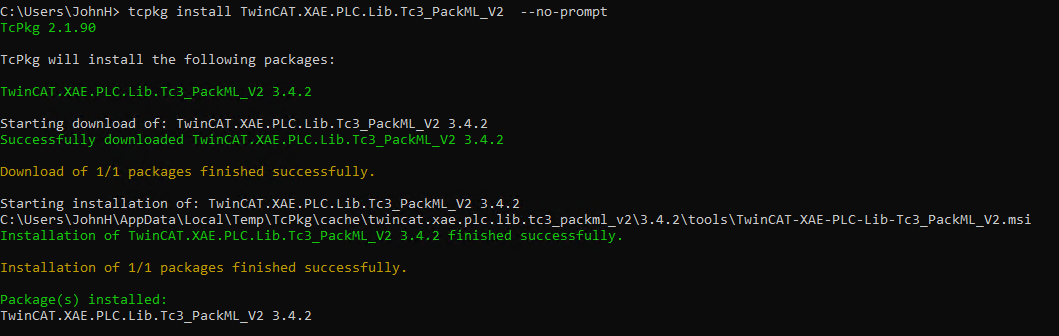 C:\Users\JohnH> tcpkg install TwinCAT.XAE.PLC.Lib.Tc3_PackML_V2  --no-prompt
TcPkg 2.1.90
TcPkg will install the following packages:
TwinCAT.XAE.PLC.Lib.Tc3_PackML_V2 3.4.2
Starting download of: TwinCAT.XAE.PLC.Lib.Tc3_PackML_V2 3.4.2
Successfully downloaded TwinCAT.XAE.PLC.Lib.Tc3_PackML_V2 3.4.2
Download of 1/1 packages finished successfully.
Starting installation of: TwinCAT.XAE.PLC.Lib.Tc3_PackML_V2 3.4.2
C:\Users\JohnH\AppData\Local\Temp\TcPkg\cache\twincat.xae.plc.lib.tc3_packml_v2\3.4.2\tools\TwinCAT-XAE-PLC-Lib-Tc3_PackML_V2.msi
Installation of TwinCAT.XAE.PLC.Lib.Tc3_PackML_V2 3.4.2 finished successfully.
Installation of 1/1 packages finished successfully.
Package(s) installed:
TwinCAT.XAE.PLC.Lib.Tc3_PackML_V2 3.4.2